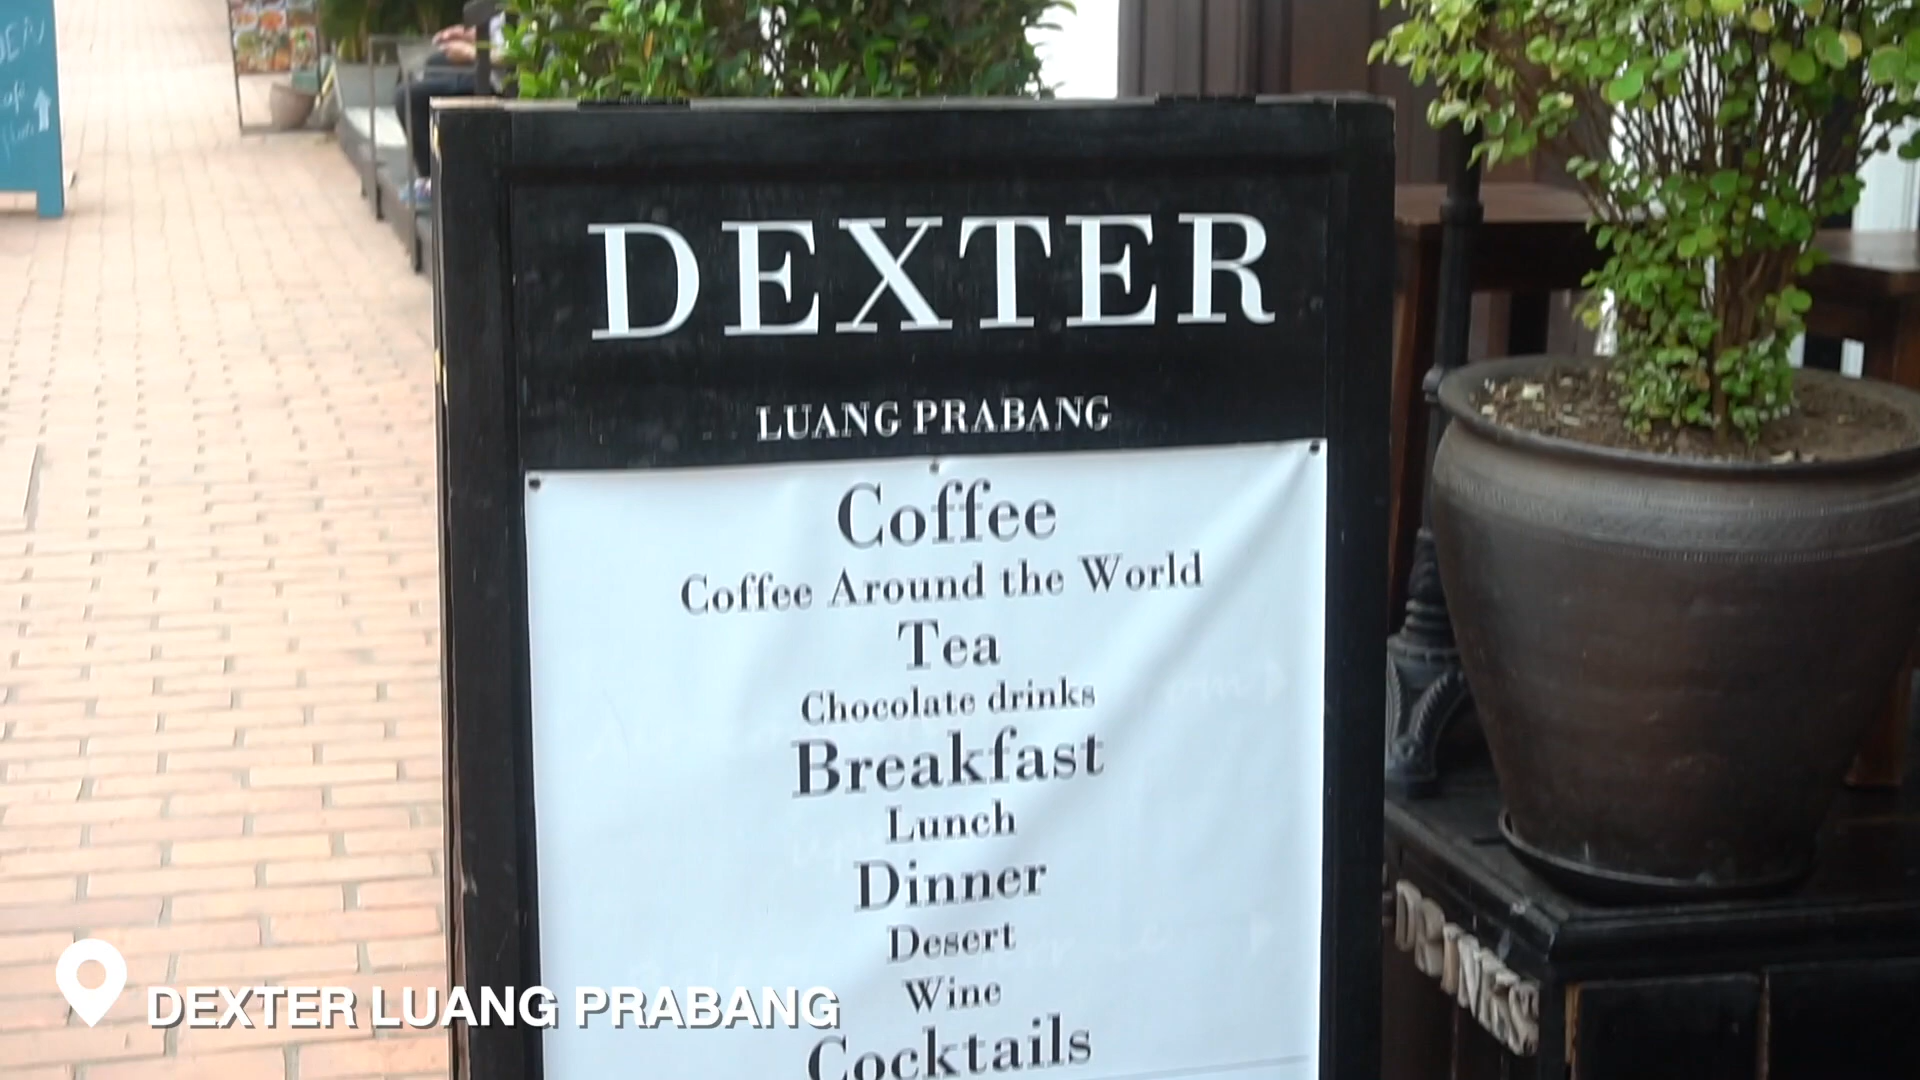 DEXTER
LUANG PRABANG
Coffee
Coffee Around the World
Tea
Chocolate drinks
Breakfast
Lunch
Dinner
Desert
Wine
Cocktails
DRINKS
DEXTER LUANG PRABANG